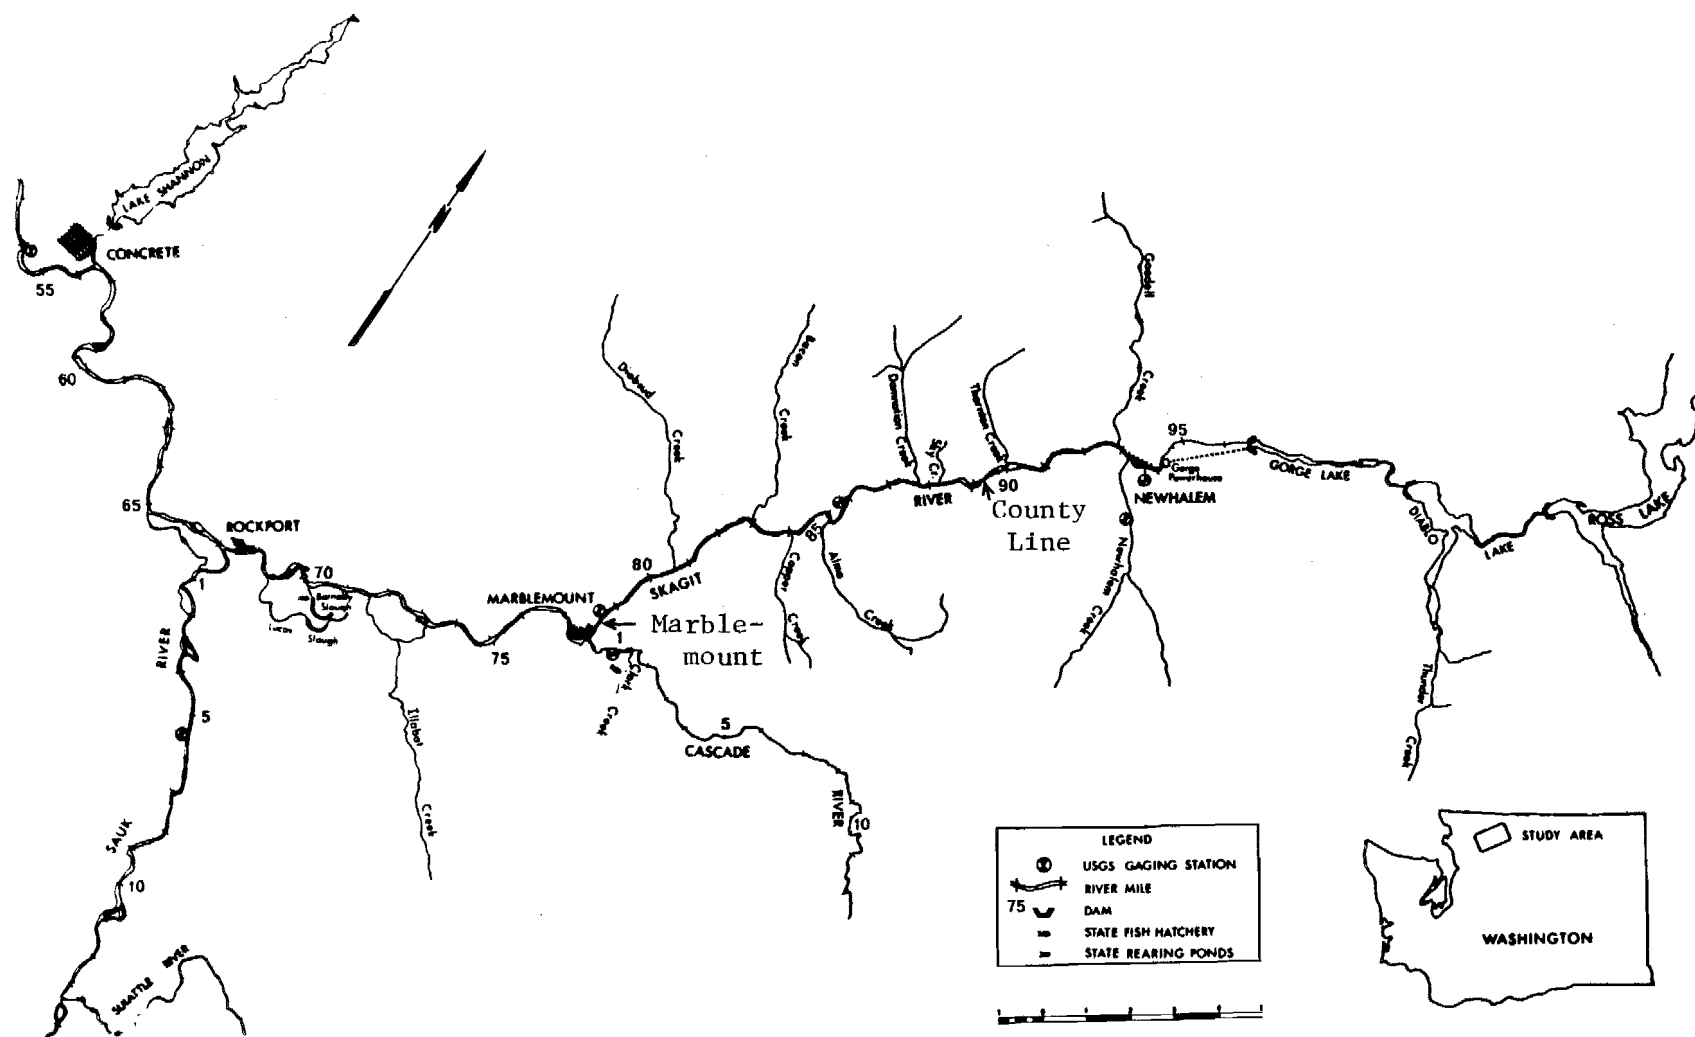 LAKE SHANNON
CONCRETE
55
60
65
ROCKPORT
1
70
Barnaby
Slough
Lucas Slough
RIVER
5
SAUK
10
SUIATTLE RIVER
Illabot
Creek
75
MARBLEMOUNT
80
SKAGIT
Marble-
mount
1
Clark
Creek
5
CASCADE
RIVER
10
Diobsud
Creek
Bacon
Creek
85
Copper
Creek
Alma
Creek
Damnation Creek
Sky Cr.
Thornton Creek
RIVER
90
County
Line
Goodell
Creek
95
Gorge
Powerhouse
NEWHALEM
Newhalem
Creek
GORGE LAKE
DIABLO
LAKE
ROSS LAKE
Thunder
Creek
LEGEND
USGS GAGING STATION
RIVER MILE
75
DAM
STATE FISH HATCHERY
STATE REARING PONDS
STUDY AREA
WASHINGTON